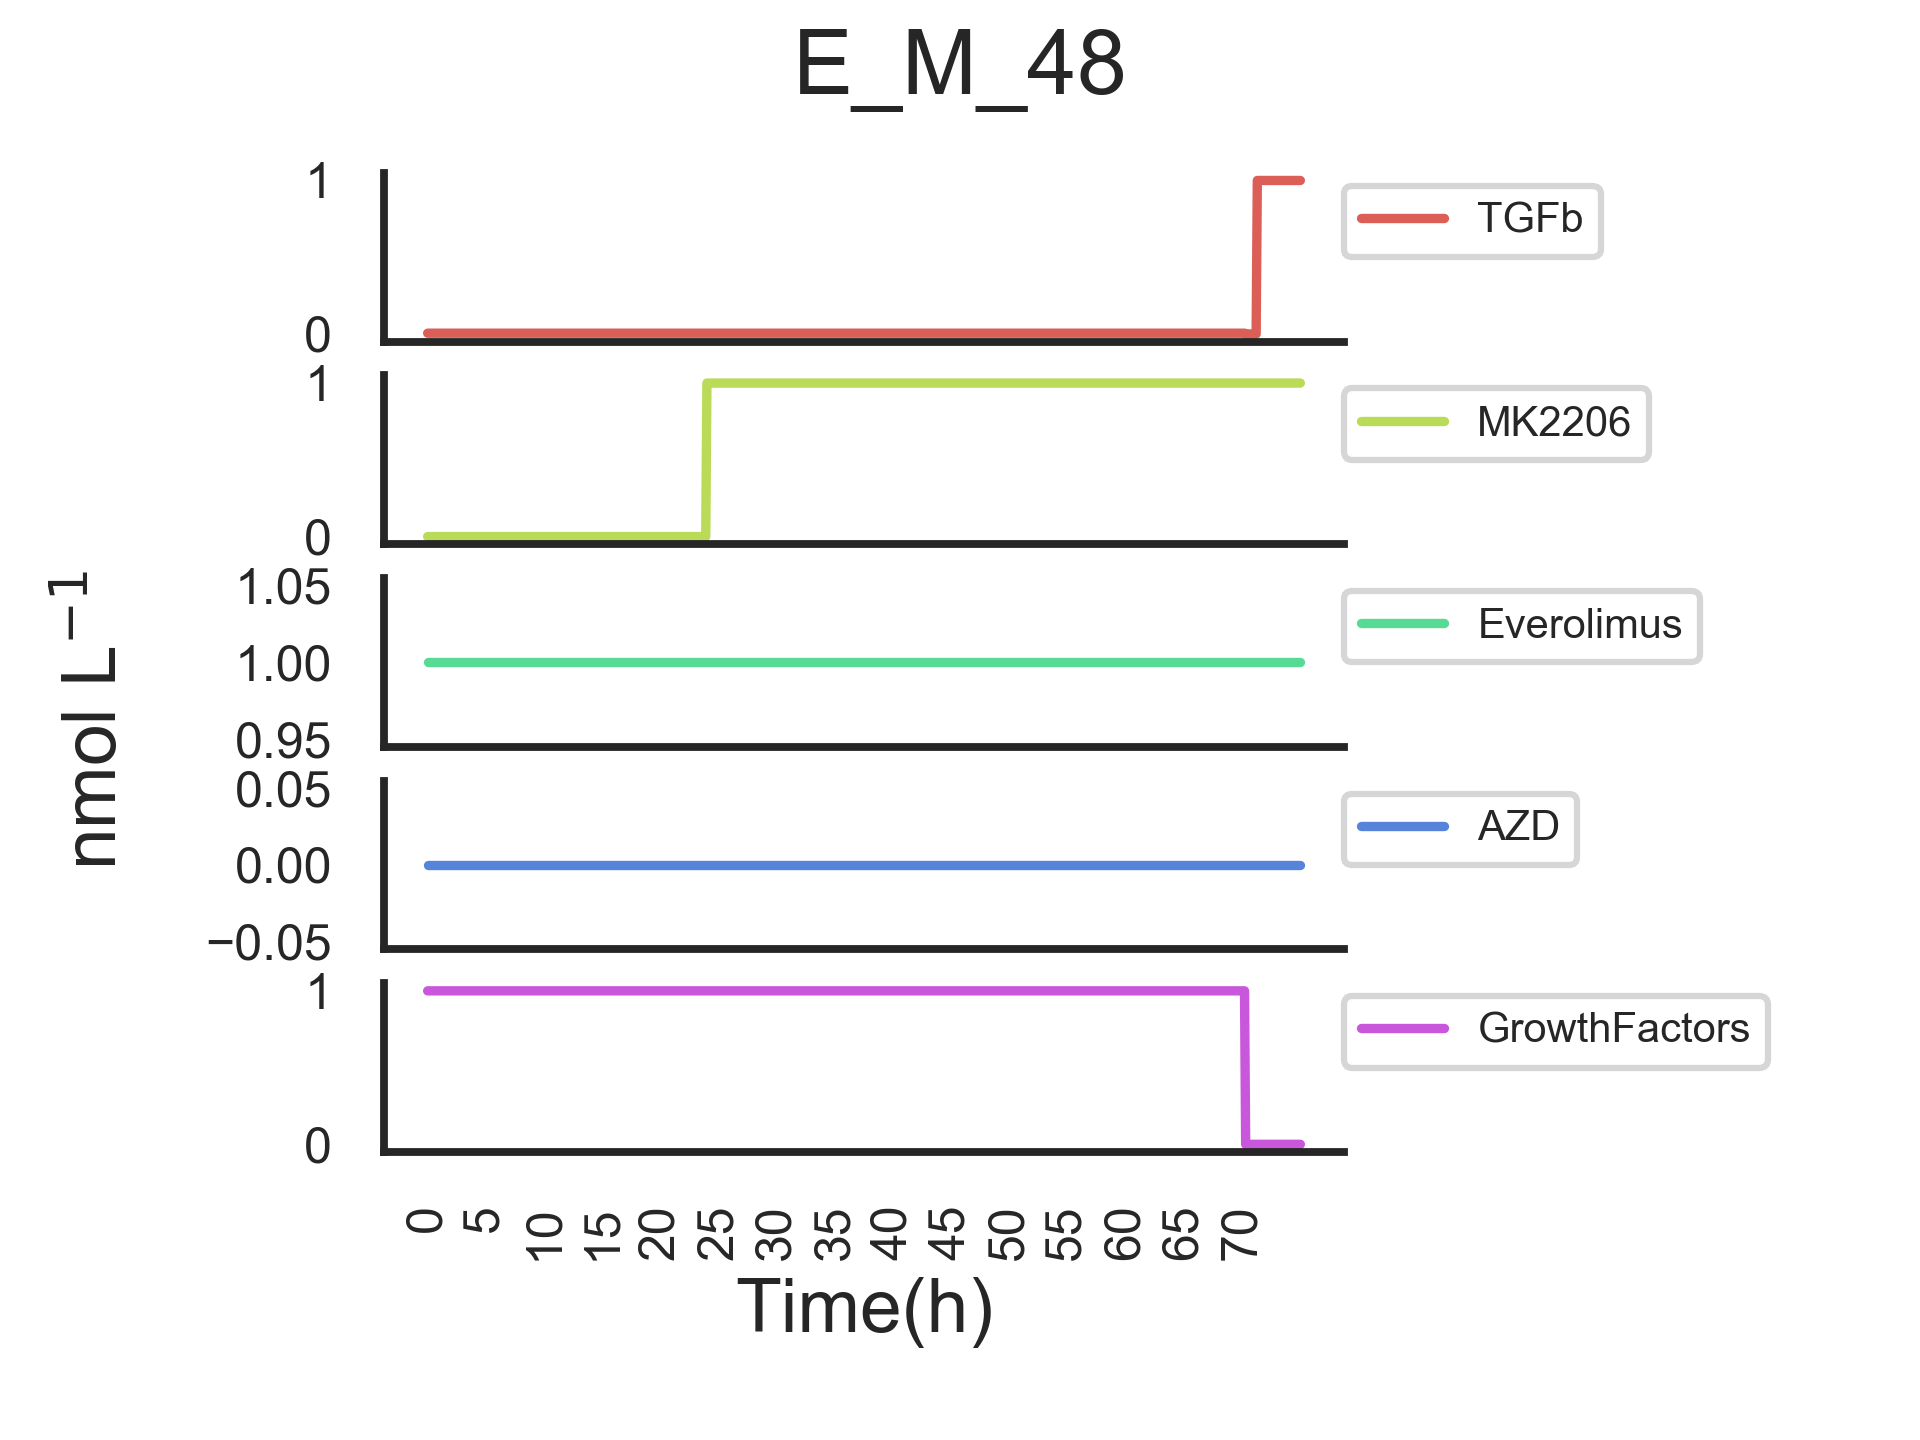 E_M_48
1
0
TGFb
1
0
MK2206
1.05
1.00
0.95
Everolimus
0.05
0.00
−0.05
AZD
1
0
GrowthFactors
nmol L⁻¹
0 5 10 15 20 25 30 35 40 45 50 55 60 65 70
Time(h)